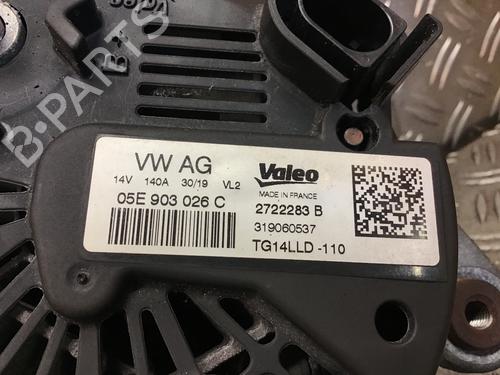 B+
B-PARTS
VW AG
14V 140A 30/19 VL2
05E 903 026 C
Valeo
MADE IN FRANCE
2722283 B
319060537
TG14LLD -110